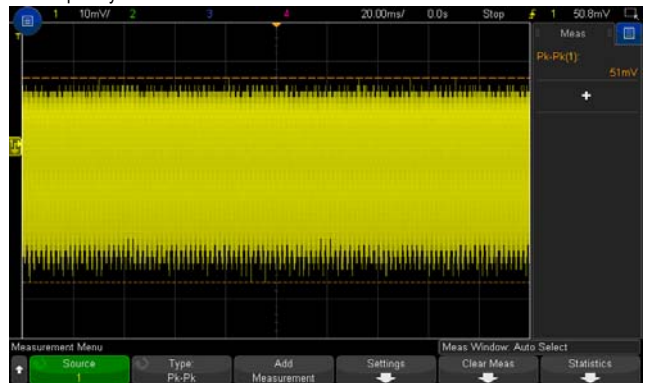 1 10mV/ 2 3 4 20.00ms/ 0.0s Stop 1 50.8mV
Meas
Pk-Pk(1):
51mV
+
T
Measurement Menu
Meas Window: Auto Select
Source
1
Type:
Pk-Pk
Add
Measurement
Settings
Clear Meas
Statistics